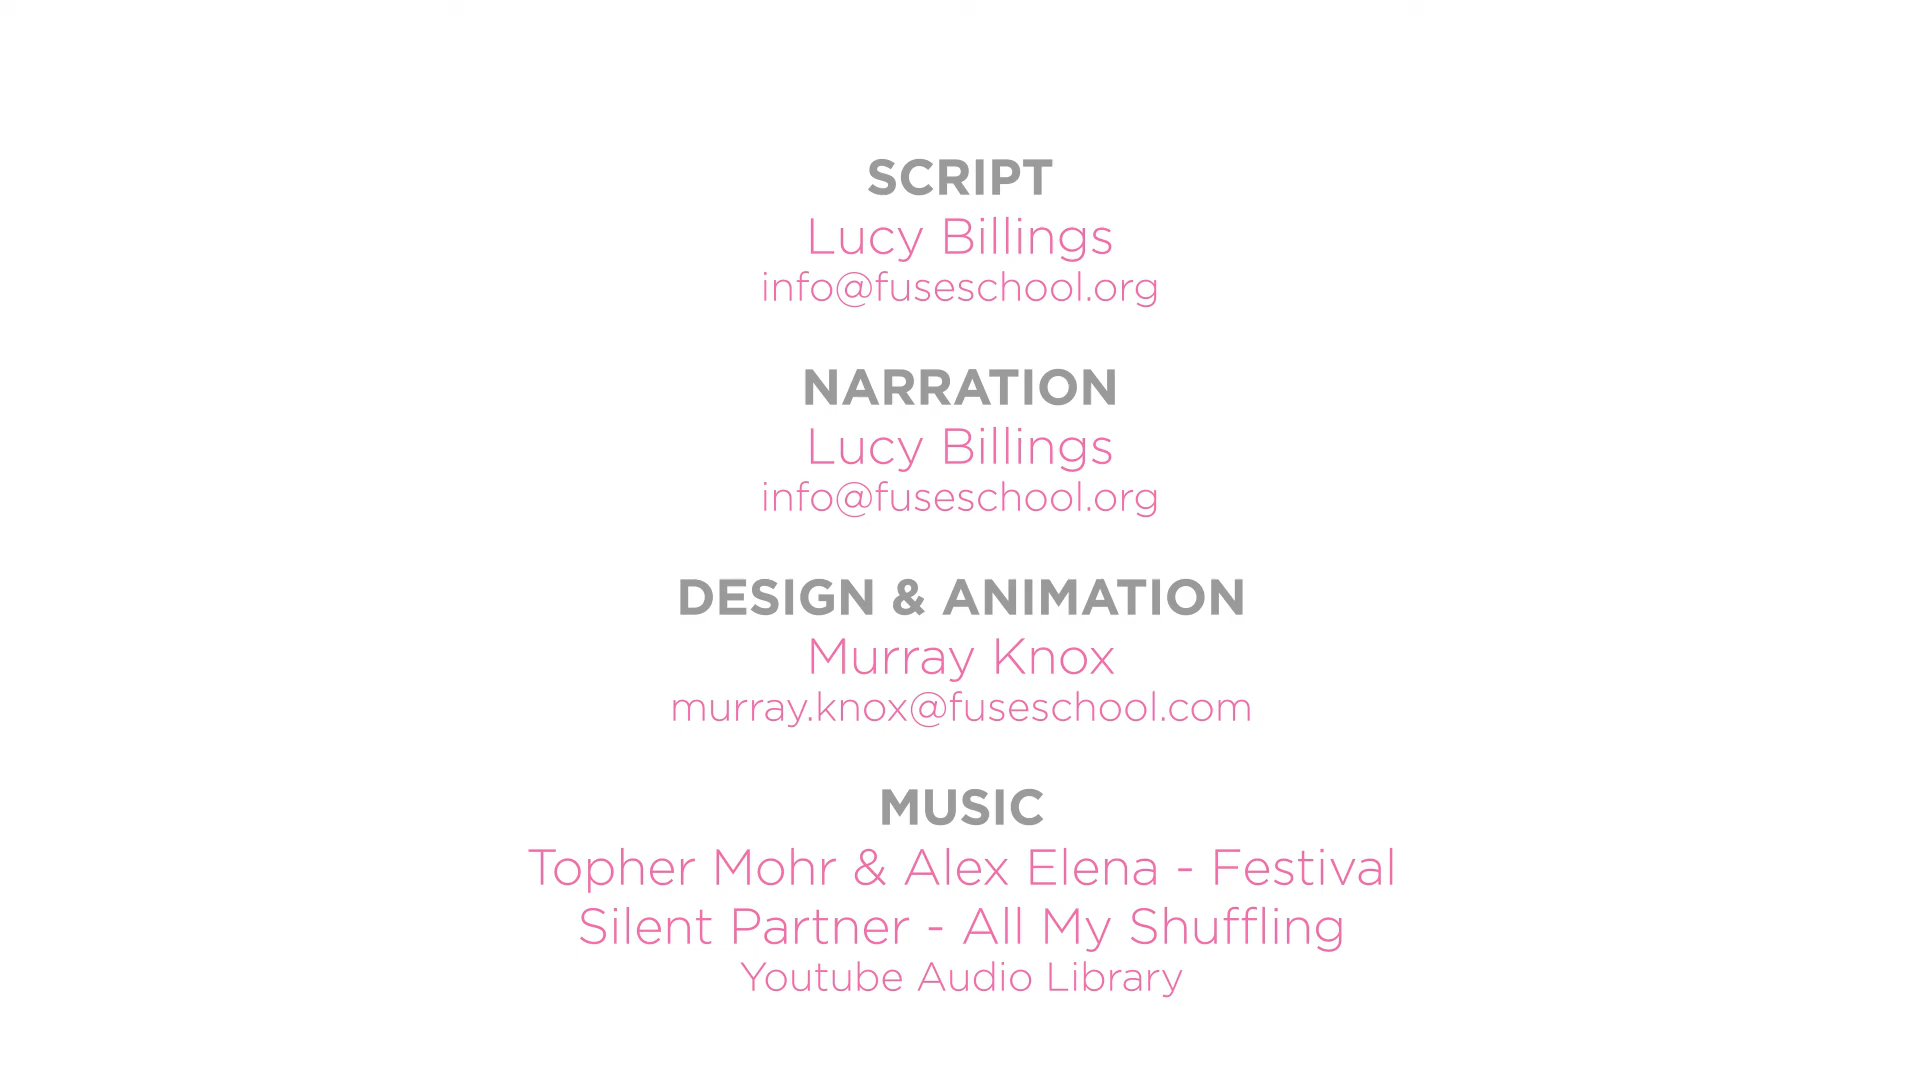 SCRIPT
Lucy Billings
info@fuseschool.org
NARRATION
Lucy Billings
info@fuseschool.org
DESIGN & ANIMATION
Murray Knox
murray.knox@fuseschool.com
MUSIC
Topher Mohr & Alex Elena - Festival
Silent Partner - All My Shuffling
Youtube Audio Library